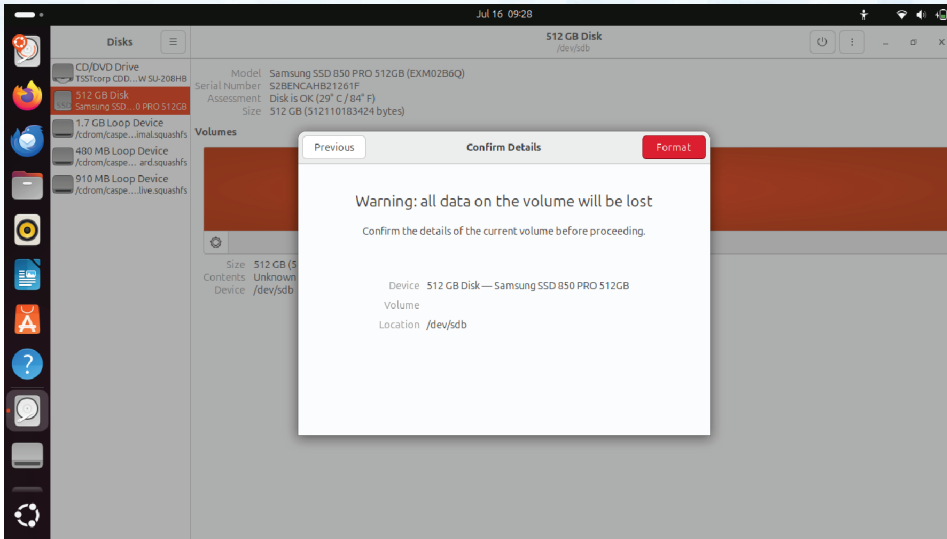 Jul 16 09:28
Disks
512 GB Disk
/dev/sdb
CD/DVD Drive
TSSTcorp CDD...W SU-208HB
512 GB Disk
Samsung SSD...0 PRO 512GB
1.7 GB Loop Device
/cdrom/caspe...imal.squashfs
480 MB Loop Device
/cdrom/caspe... ard.squashfs
910 MB Loop Device
/cdrom/caspe....live.squashfs
SSD
Model Samsung SSD 850 PRO 512GB (EXM02B6Q)
Serial Number S2BENCAHB21261F
Assessment Disk is OK (29° C / 84° F)
Size 512 GB (512110183424 bytes)
Volumes
Size 512 GB (5
Contents Unknown
Device /dev/sdb
Previous
Confirm Details
Format
Warning: all data on the volume will be lost
Confirm the details of the current volume before proceeding.
Device 512 GB Disk — Samsung SSD 850 PRO 512GB
Volume
Location /dev/sdb